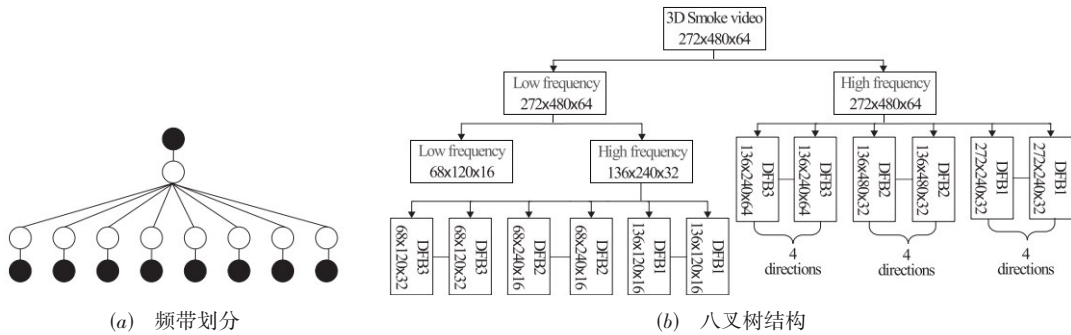 3D Smoke video
272x480x64
Low frequency
272x480x64
High frequency
272x480x64
Low frequency
68x120x16
High frequency
136x240x32
DFB3
136x240x64
DFB3
136x240x64
DFB2
136x480x32
DFB2
136x480x32
DFB1
272x240x32
DFB1
272x240x32
DFB3
68x120x32
DFB3
68x120x32
DFB2
68x240x16
DFB2
68x240x16
DFB1
136x120x16
DFB1
136x120x16
4
directions
4
directions
4
directions
(a) 频带划分
(b) 八叉树结构